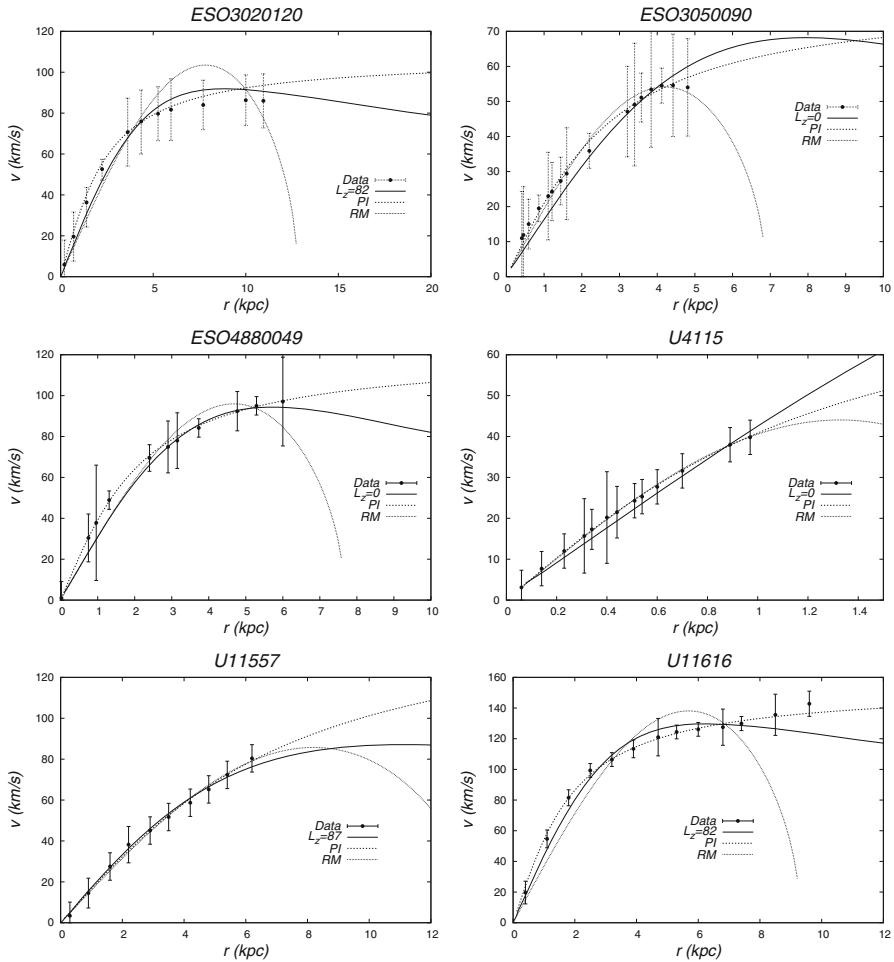 ESO3020120
v (km/s)
120
100
80
60
40
20
0
Data
L_z=82
PI
RM
0 5 10 15 20
r (kpc)
ESO3050090
v (km/s)
70
60
50
40
30
20
10
0
Data
L_z=0
PI
RM
0 1 2 3 4 5 6 7 8 9 10
r (kpc)
ESO4880049
v (km/s)
120
100
80
60
40
20
0
Data
L_z=0
PI
RM
0 1 2 3 4 5 6 7 8 9 10
r (kpc)
U4115
v (km/s)
60
50
40
30
20
10
0
Data
L_z=0
PI
RM
0 0.2 0.4 0.6 0.8 1 1.2 1.4
r (kpc)
U11557
v (km/s)
120
100
80
60
40
20
0
Data
L_z=87
PI
RM
0 2 4 6 8 10 12
r (kpc)
U11616
v (km/s)
160
140
120
100
80
60
40
20
0
Data
L_z=82
PI
RM
0 2 4 6 8 10 12
r (kpc)